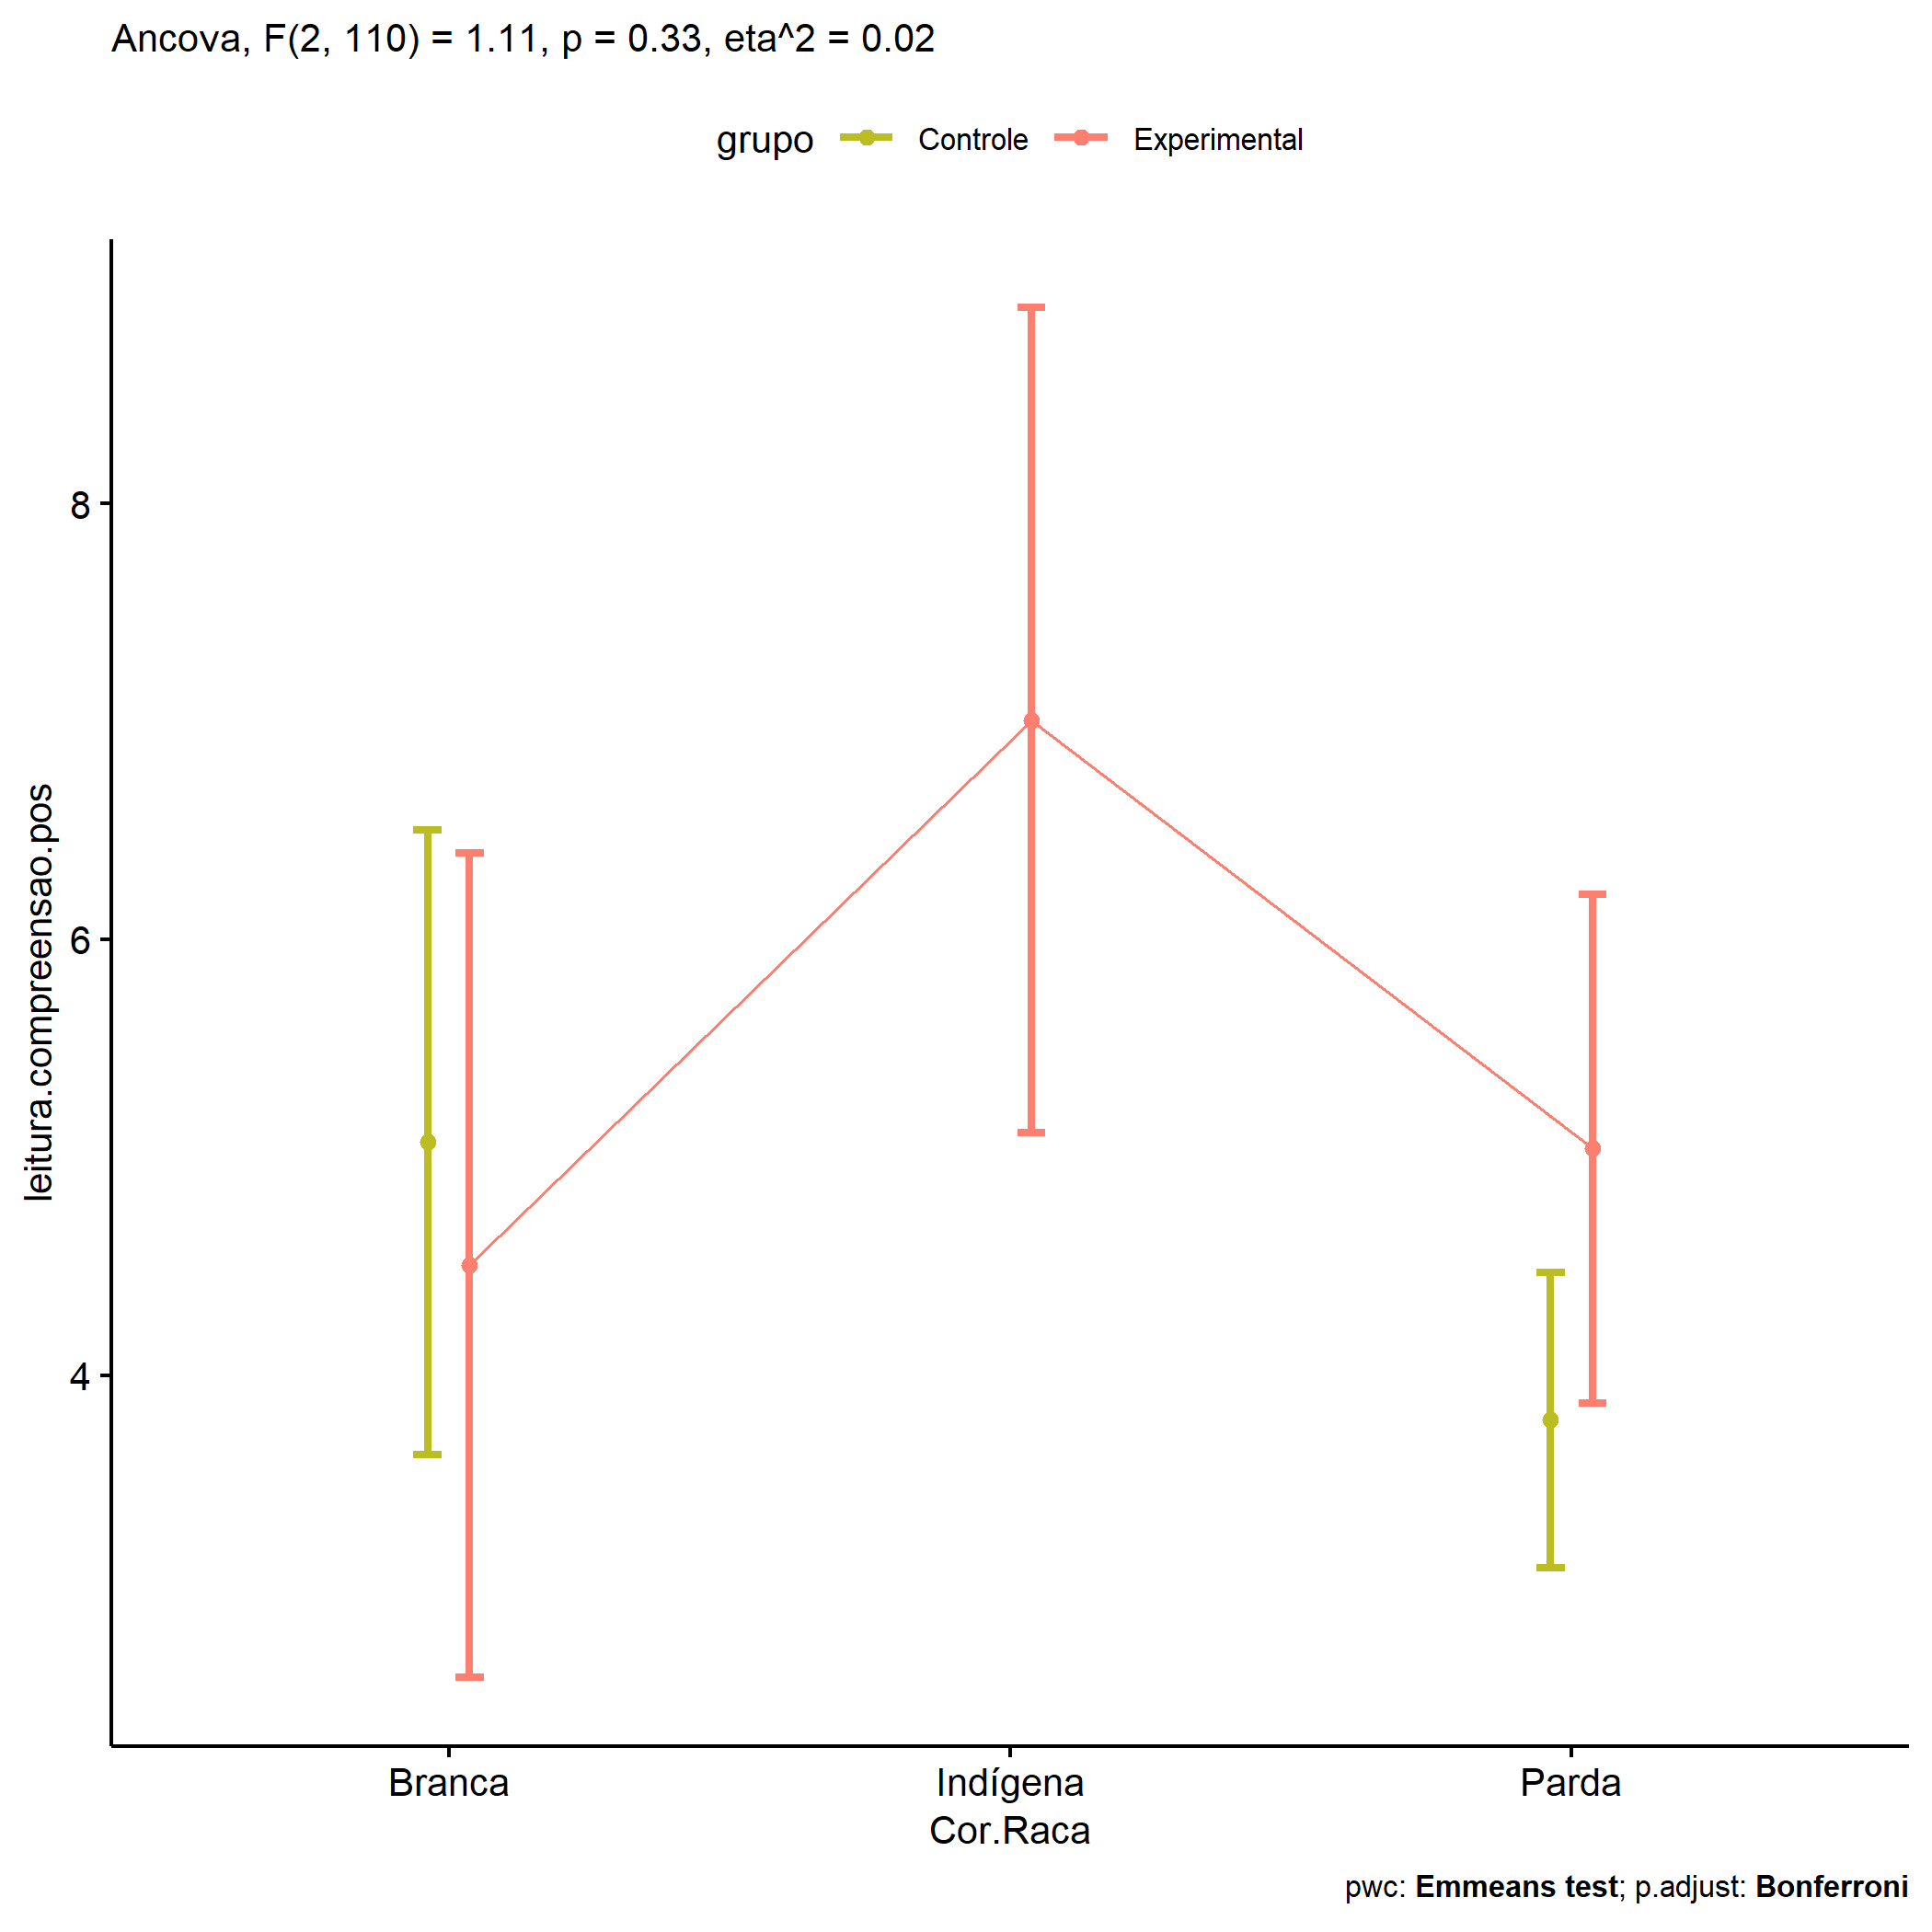 Ancova, F(2, 110) = 1.11, p = 0.33, eta^2 = 0.02
grupo Controle Experimental
leitura.compreensao.pos
8
6
4
Branca Indígena Parda
Cor.Raca
pwc: Emmeans test; p.adjust: Bonferroni